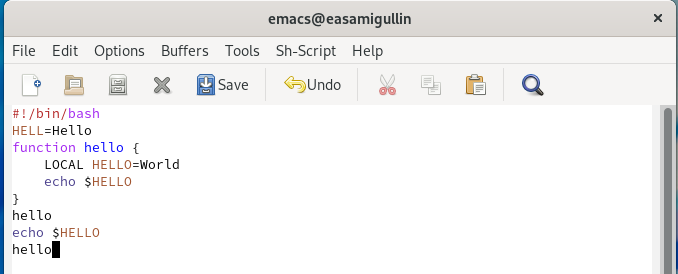 emacs@easamigullin ×
File Edit Options Buffers Tools Sh-Script Help
Save Undo
#!/bin/bash
HELL=Hello
function hello {
    LOCAL HELLO=World
    echo $HELLO
}
hello
echo $HELLO
hello